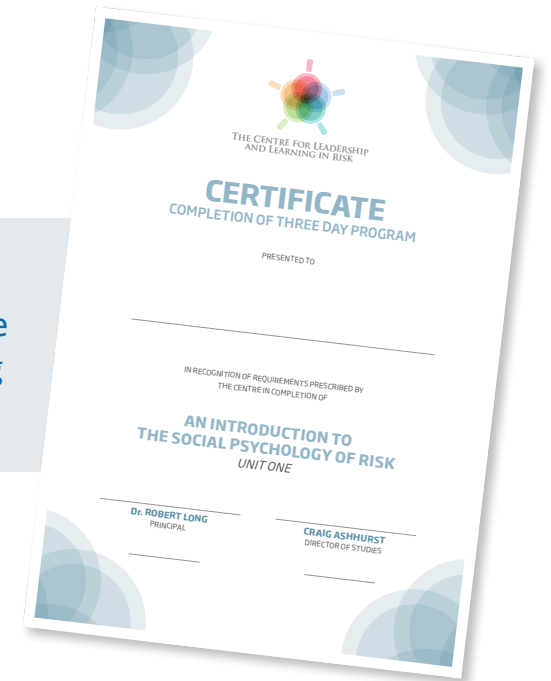 THE CENTRE FOR LEADERSHIP
AND LEARNING IN RISK
CERTIFICATE
COMPLETION OF THREE DAY PROGRAM
PRESENTED TO
IN RECOGNITION OF REQUIREMENTS PRESCRIBED BY
THE CENTRE IN COMPLETION OF
AN INTRODUCTION TO
THE SOCIAL PSYCHOLOGY OF RISK
UNIT ONE
Dr. ROBERT LONG
PRINCIPAL
CRAIG ASHHURST
DIRECTOR OF STUDIES